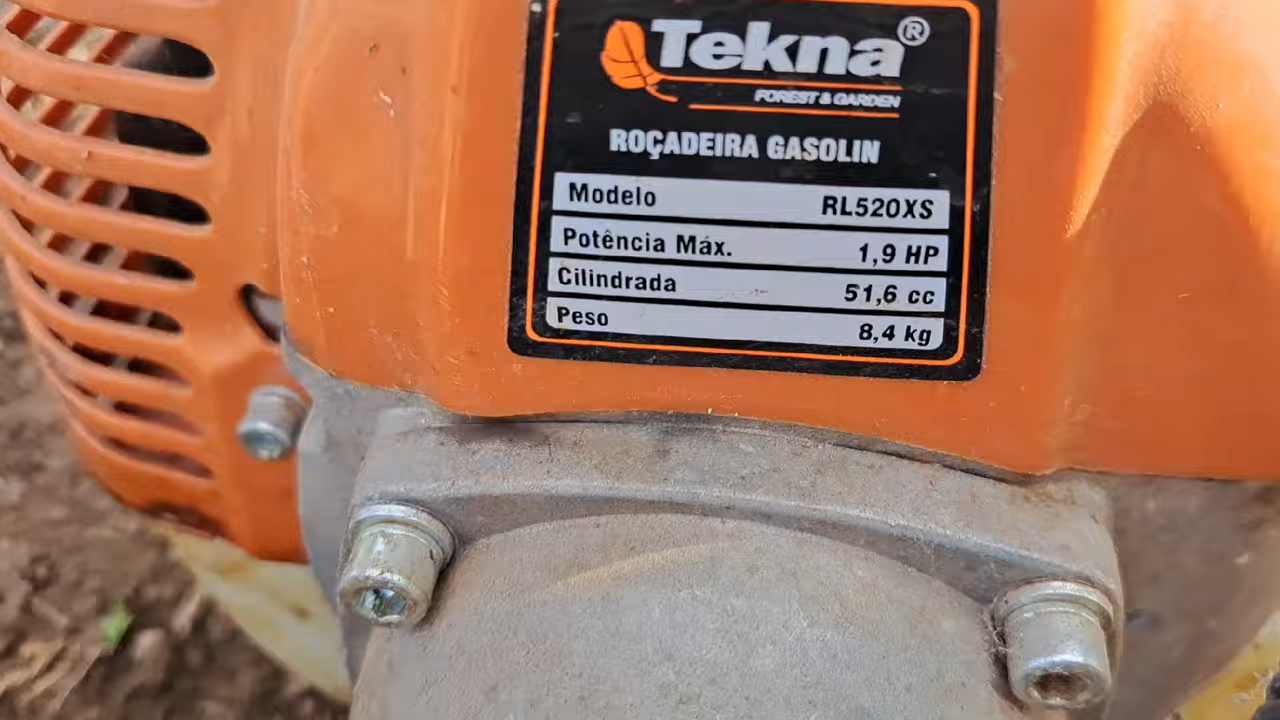 Tekna®
FOREST & GARDEN
ROÇADEIRA GASOLIN
Modelo RL520XS
Potência Máx. 1,9 HP
Cilindrada 51,6 cc
Peso 8,4 kg